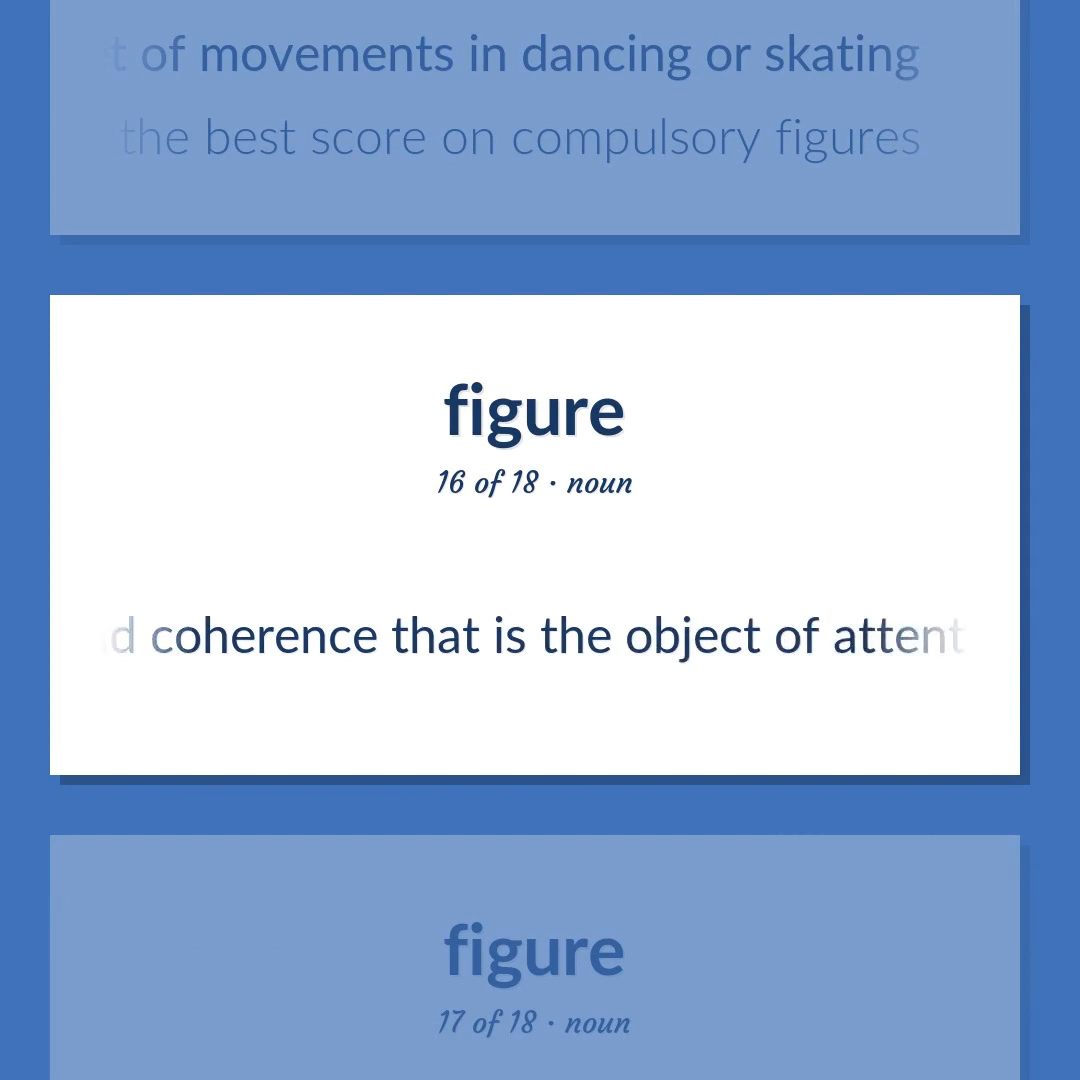 of movements in dancing or skating
the best score on compulsory figures
figure
16 of 18 · noun
coherence that is the object of attent
figure
17 of 18 · noun